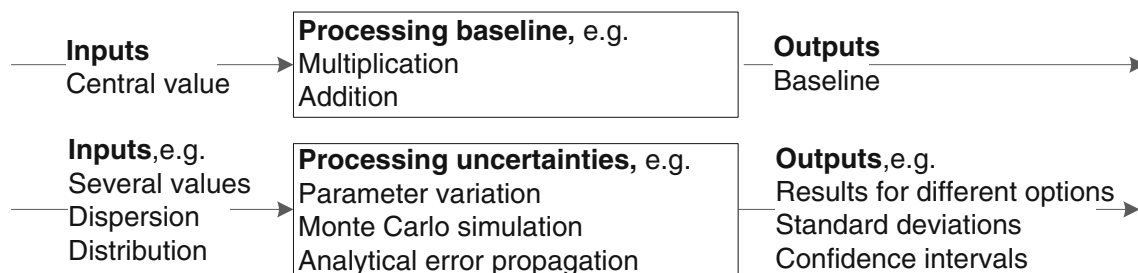 Inputs
Central value
Processing baseline, e.g.
Multiplication
Addition
Outputs
Baseline
Inputs,e.g.
Several values
Dispersion
Distribution
Processing uncertainties, e.g.
Parameter variation
Monte Carlo simulation
Analytical error propagation
Outputs,e.g.
Results for different options
Standard deviations
Confidence intervals